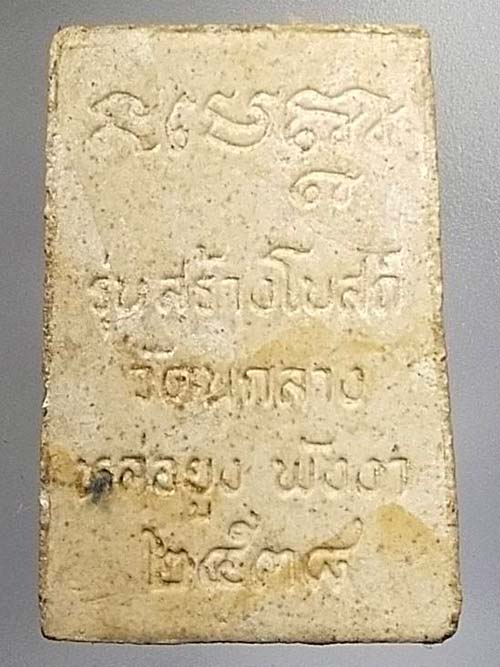 รุ่นสร้างโบสถ์
วัดนกลาง
หล่อยูง พังงา
๒๕๓๘